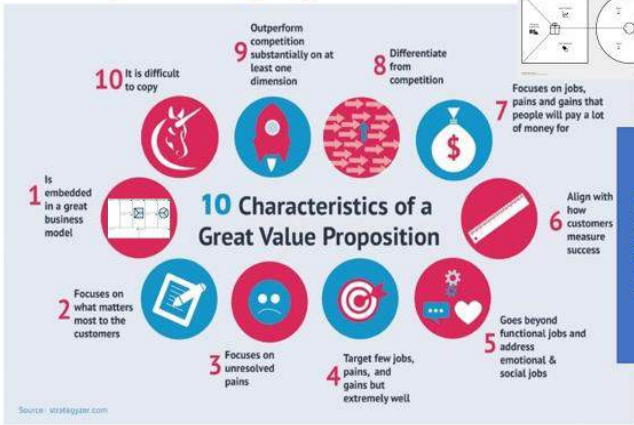 10 Characteristics of a
Great Value Proposition
1
Is
embedded
in a great
business
model
2
Focuses on
what matters
most to the
customers
3
Focuses on
unresolved
pains
4
Target few jobs,
pains, and
gains but
extremely well
5
Goes beyond
functional jobs and
address
emotional &
social jobs
6
Align with
how
customers
measure
success
7
Focuses on jobs,
pains and gains that
people will pay a lot
of money for
$
8
Differentiate
from
competition
9
Outperform
competition
substantially on at
least one
dimension
10
It is difficult
to copy
Source: strategyzer.com